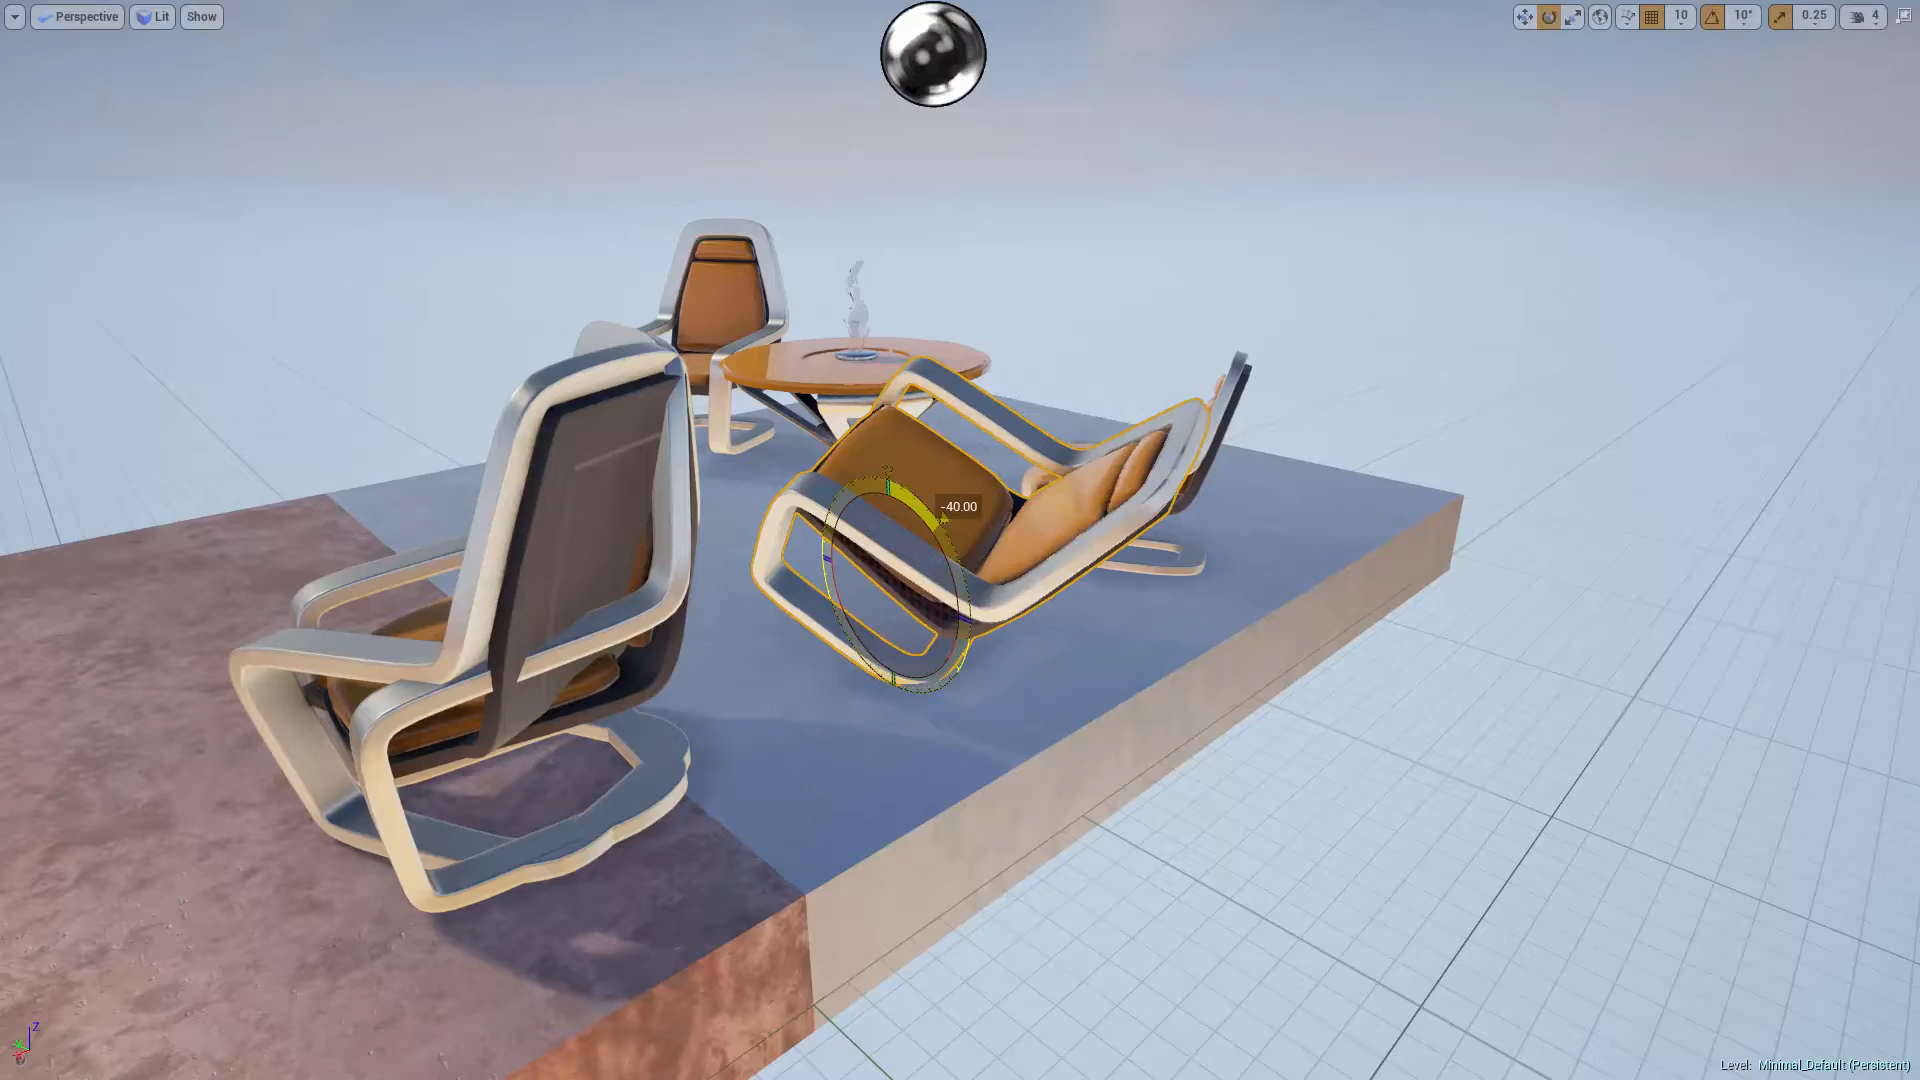 Perspective Lit Show 10 10° 0.25 4
-40.00
Z
Level: Minimal_Default (Persistent)